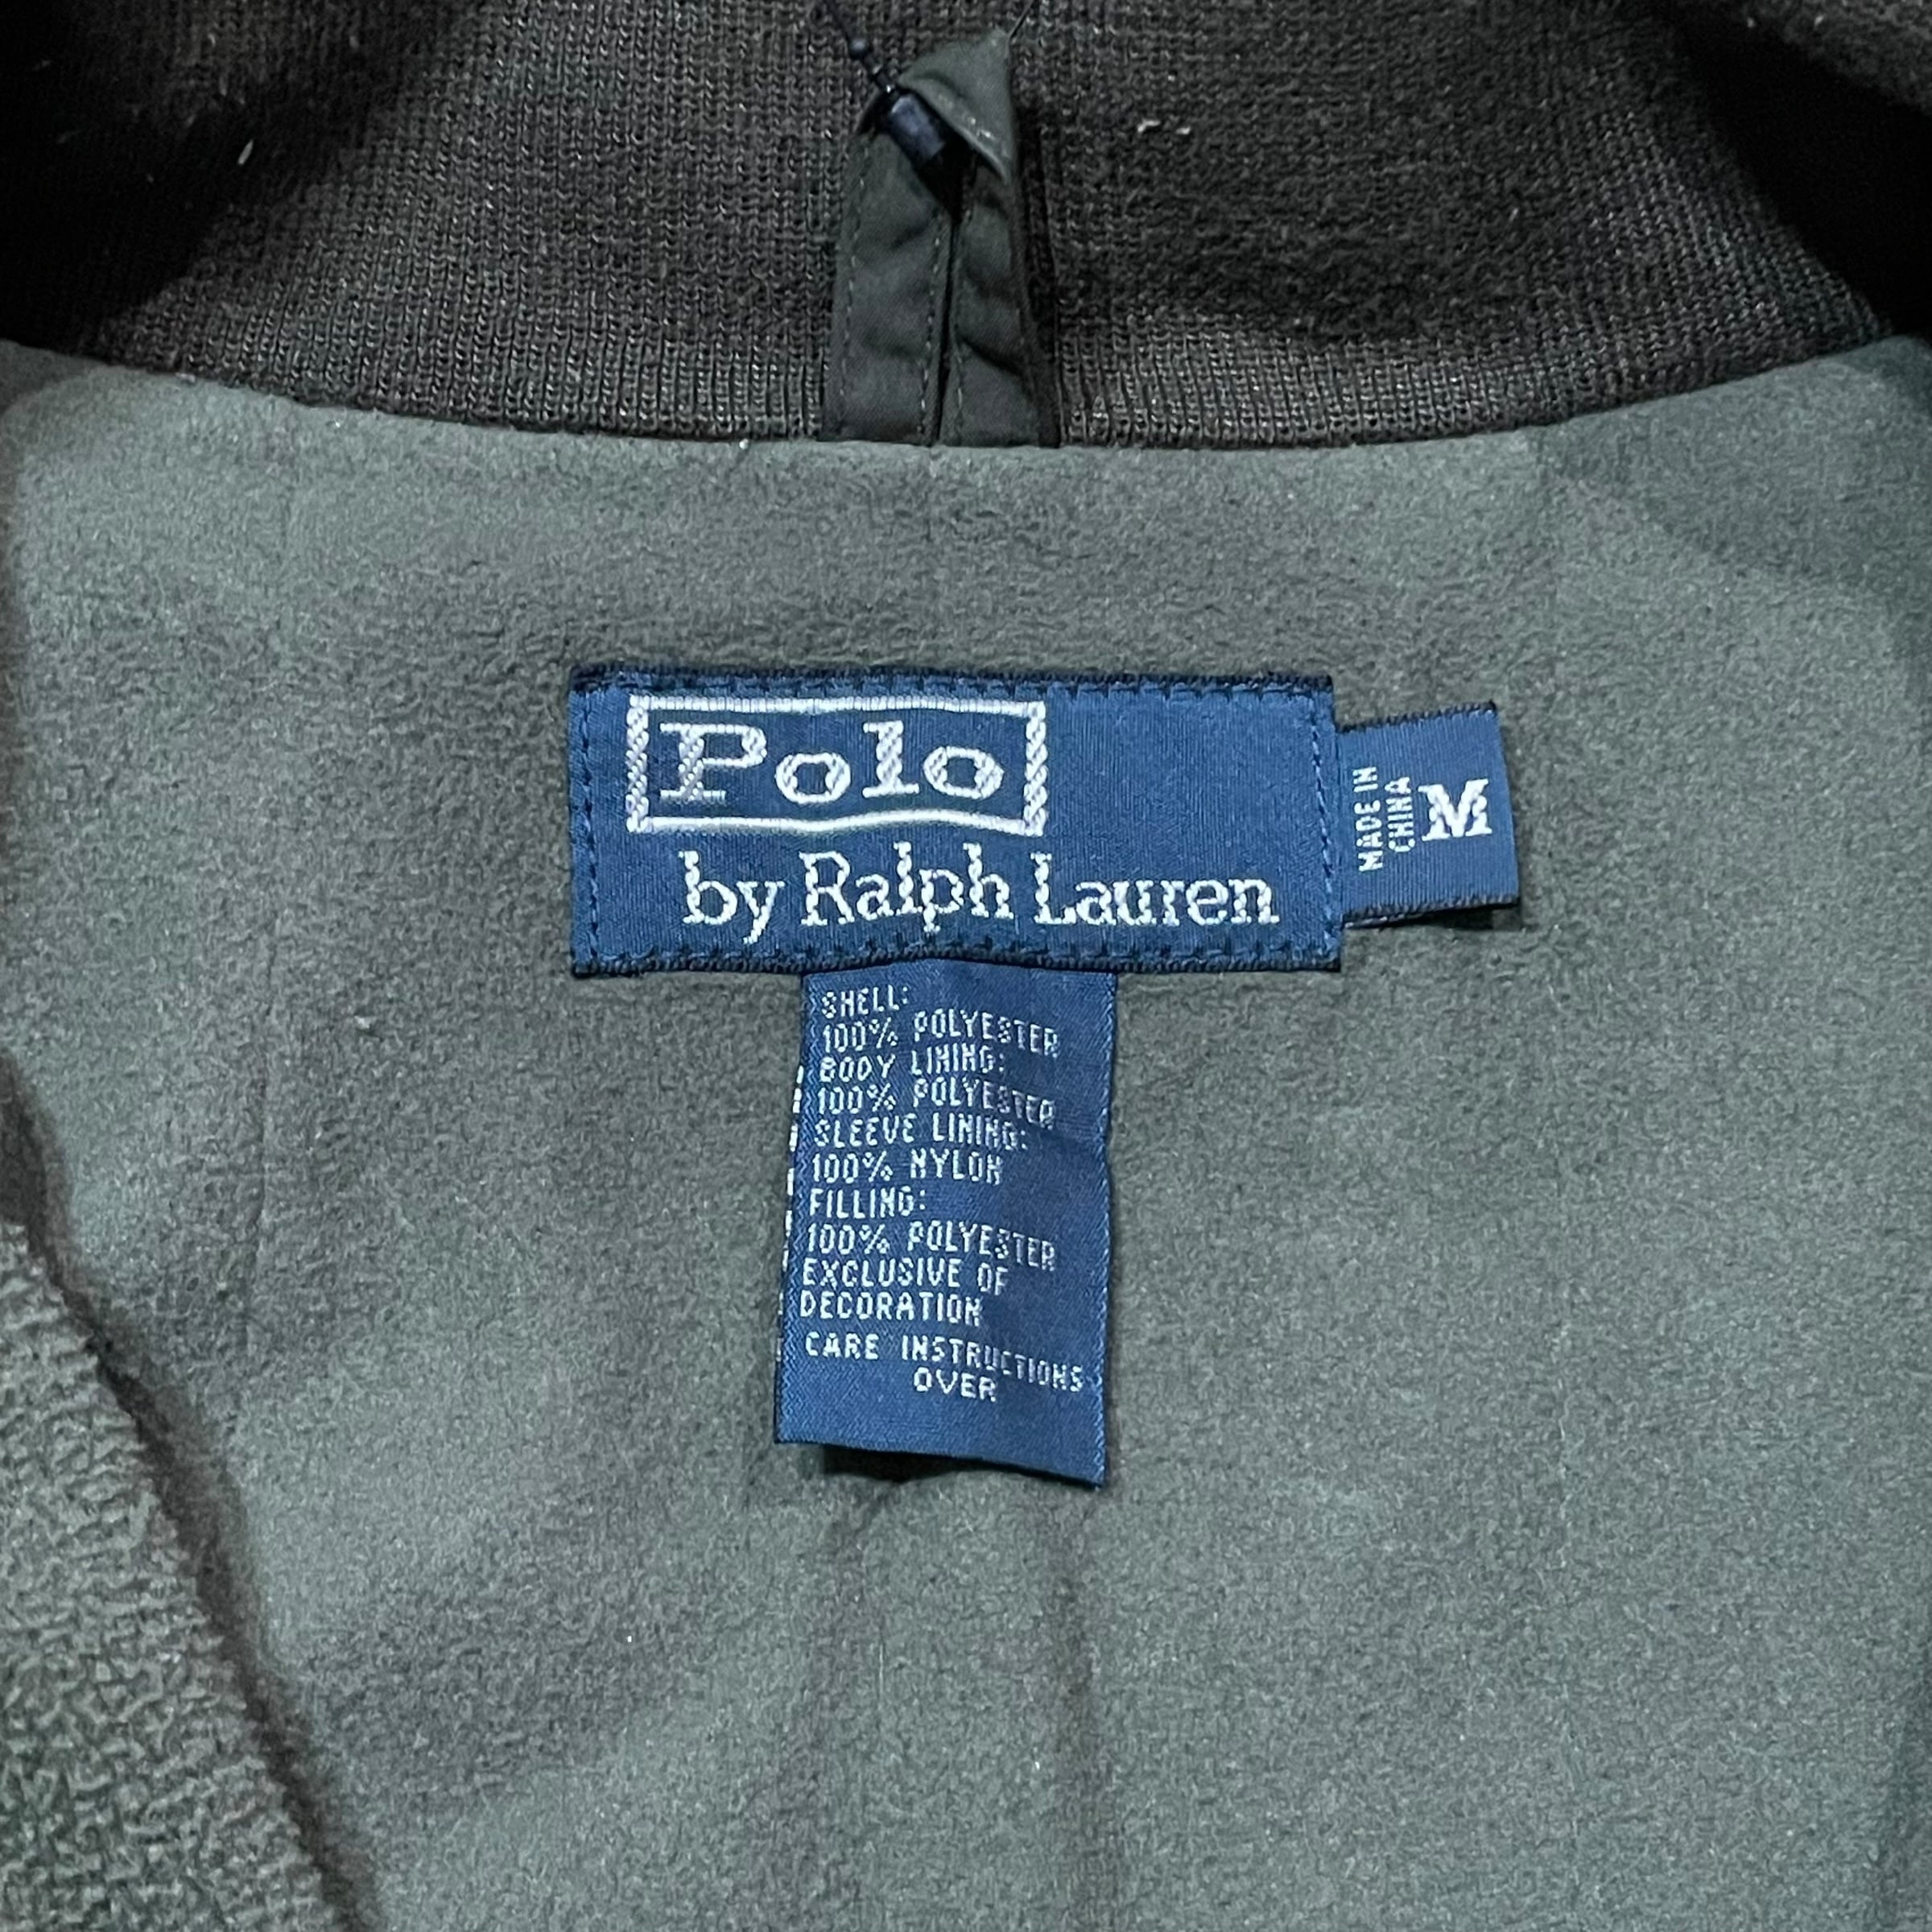 Polo
by Ralph Lauren
MADE IN
CHINA
M
SHELL:
100% POLYESTER
BODY LINING:
100% POLYESTER
SLEEVE LINING:
100% NYLON
FILLING:
100% POLYESTER
EXCLUSIVE OF
DECORATION
CARE INSTRUCTIONS
OVER